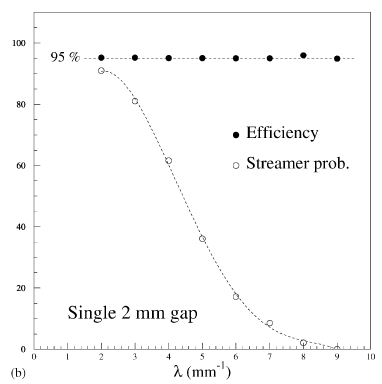 100
95 %
80
Efficiency
Streamer prob.
60
40
20
Single 2 mm gap
0
0 1 2 3 4 5 6 7 8 9 10
(b)
λ (mm⁻¹)